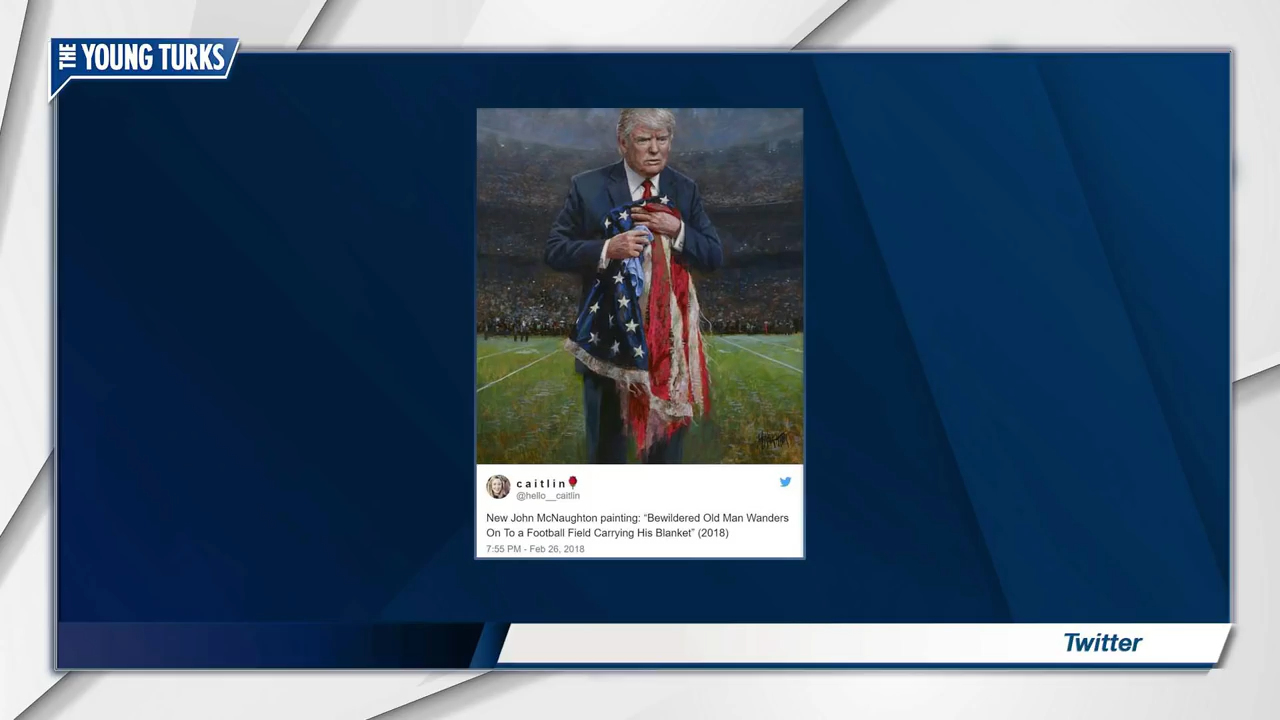 THE YOUNG TURKS
caitlin🌹
@hello__caitlin
New John McNaughton painting: “Bewildered Old Man Wanders
On To a Football Field Carrying His Blanket” (2018)
7:55 PM - Feb 26, 2018
Twitter